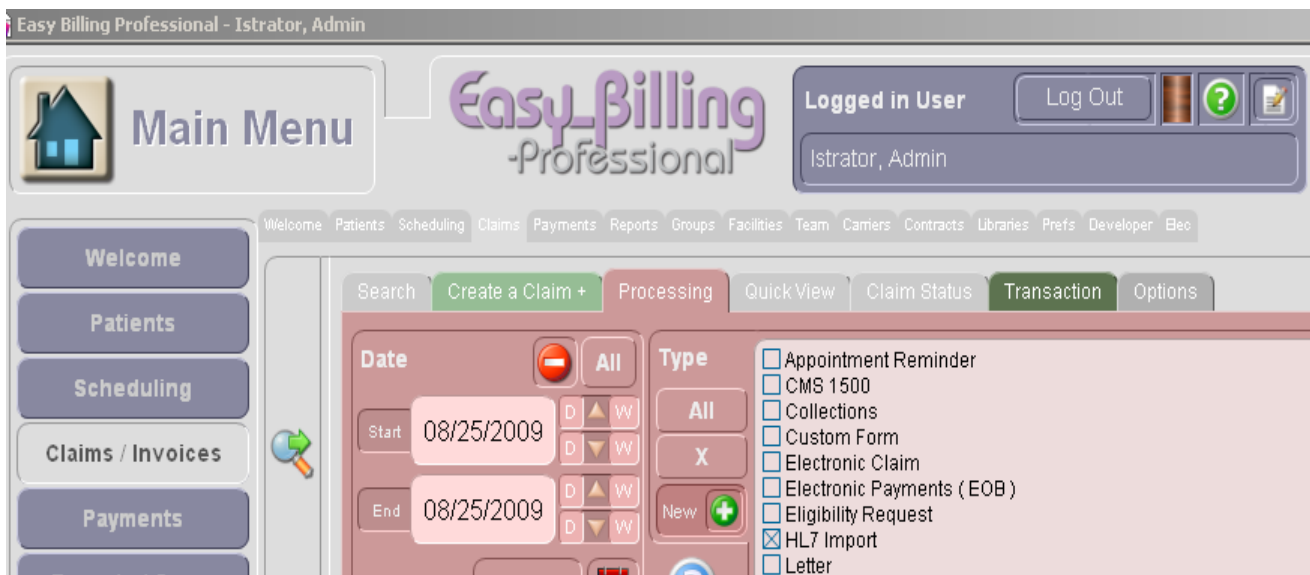 Easy Billing Professional - Istrator, Admin
Main Menu
Easy Billing
-Professional
Logged in User
Log Out
Istrator, Admin
Welcome Patients Scheduling Claims Payments Reports Groups Facilities Team Carriers Contracts Libraries Prefs Developer Elec
Welcome
Patients
Scheduling
Claims / Invoices
Payments
Search Create a Claim + Processing Quick View Claim Status Transaction Options
Date All
Start 08/25/2009 D W
D W
End 08/25/2009 D W
D W
Type
All
X
New
Appointment Reminder
CMS 1500
Collections
Custom Form
Electronic Claim
Electronic Payments ( EOB )
Eligibility Request
HL7 Import
Letter